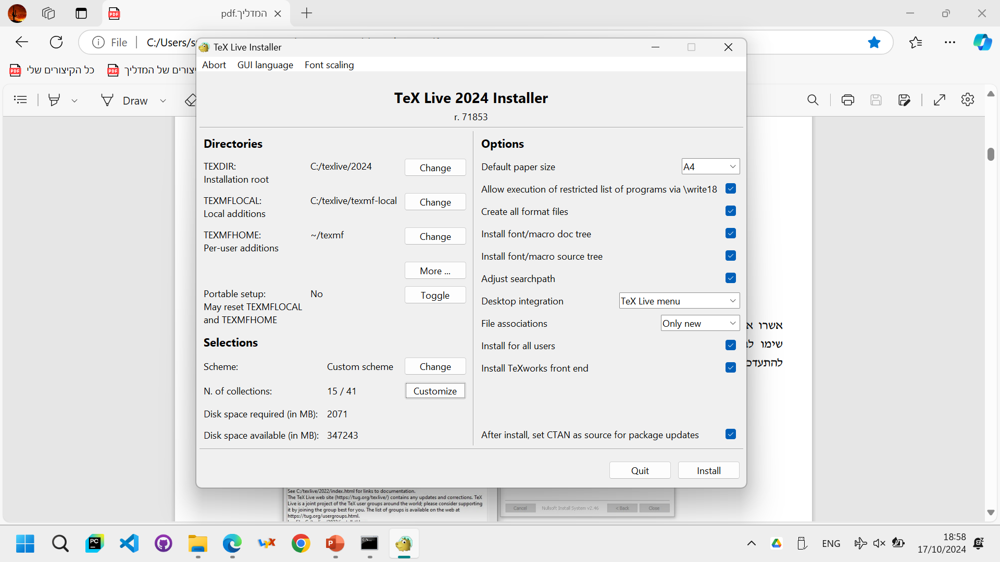 המדליך.pdf
File
C:/Users/s
TeX Live Installer
Abort GUI language Font scaling
כל הקיצורים שלי
יצורים של המדליך
Draw
TeX Live 2024 Installer
r. 71853
Directories
TEXDIR: C:/texlive/2024 Change
Installation root
TEXMFLOCAL: C:/texlive/texmf-local Change
Local additions
TEXMFHOME: ~/texmf Change
Per-user additions
More ...
Portable setup: No Toggle
May reset TEXMFLOCAL
and TEXMFHOME
Selections
Scheme: Custom scheme Change
N. of collections: 15 / 41 Customize
Disk space required (in MB): 2071
Disk space available (in MB): 347243
Options
Default paper size A4
Allow execution of restricted list of programs via \write18
Create all format files
Install font/macro doc tree
Install font/macro source tree
Adjust searchpath
Desktop integration TeX Live menu
File associations Only new
Install for all users
Install TeXworks front end
After install, set CTAN as source for package updates
Quit Install
אשרו א
שימו לב
להתעדכ
See C:/texlive/2022/index.html for links to documentation.
The TeX Live web site (https://tug.org/texlive/) contains any updates and corrections. TeX
Live is a joint project of the TeX user groups around the world; please consider supporting
it by joining the group best for you. The list of groups is available on the web at
https://tug.org/usergroups.html.
Cancel Nullsoft Install System v2.46 < Back Close
ENG
18:58
17/10/2024